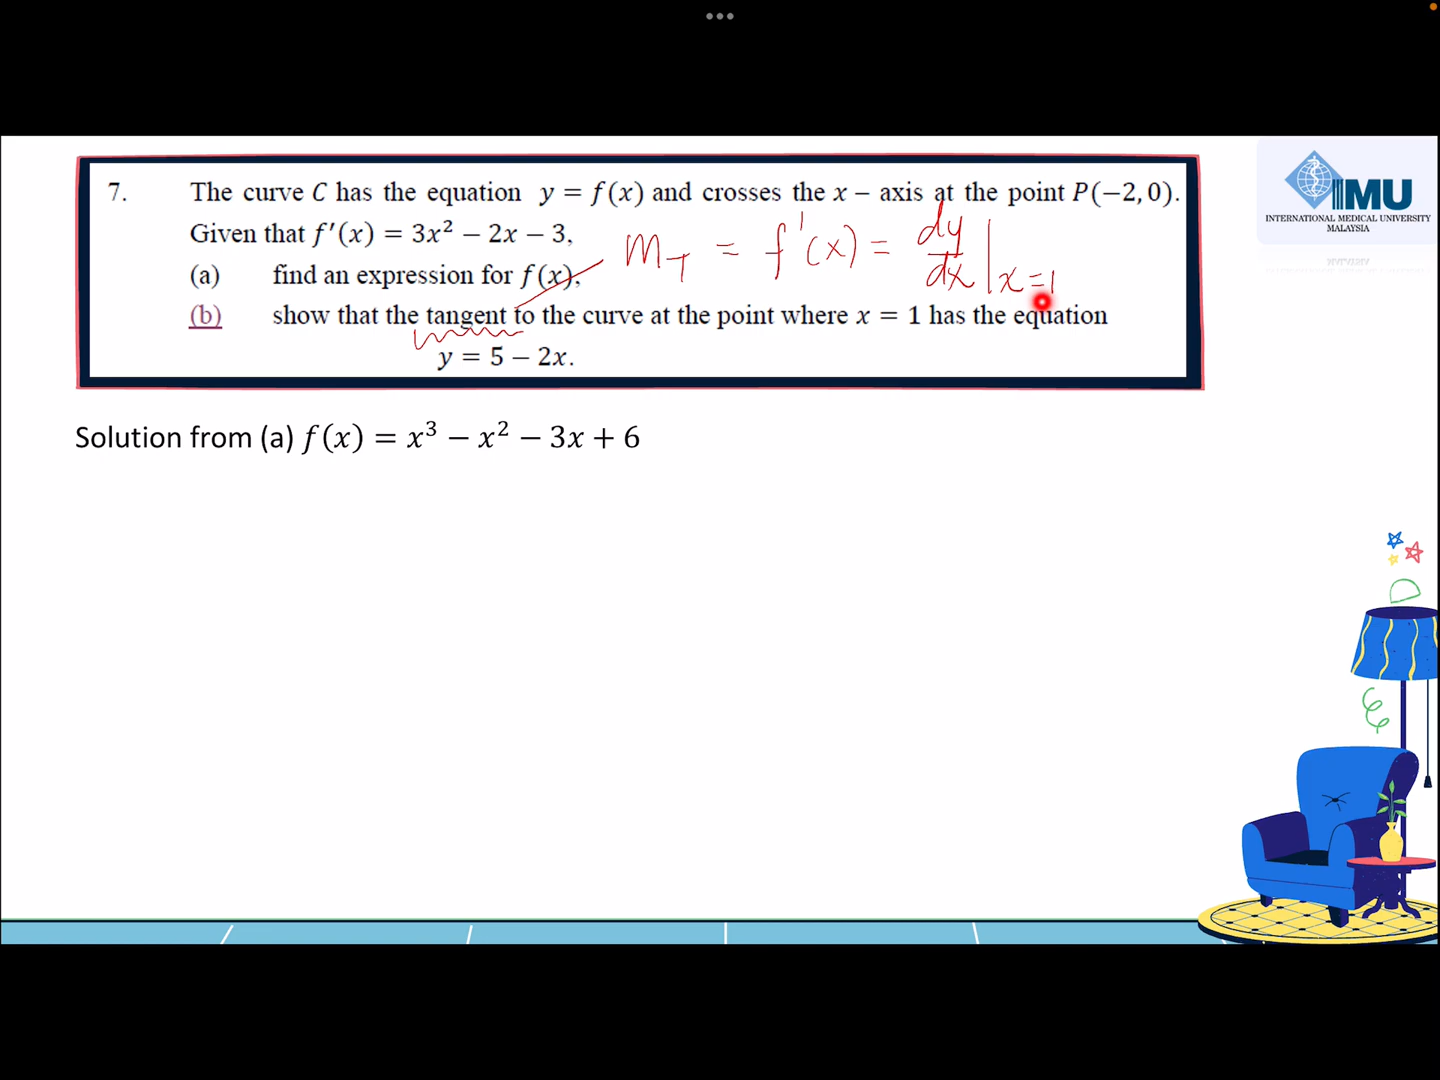 7. The curve C has the equation y = f(x) and crosses the x – axis at the point P(−2, 0).
Given that f′(x) = 3x² − 2x − 3,
m_T = f'(x) = dy/dx |x=1
(a) find an expression for f(x),
(b) show that the tangent to the curve at the point where x = 1 has the equation
y = 5 − 2x.
Solution from (a) f(x) = x³ − x² − 3x + 6
IMU
INTERNATIONAL MEDICAL UNIVERSITY
MALAYSIA